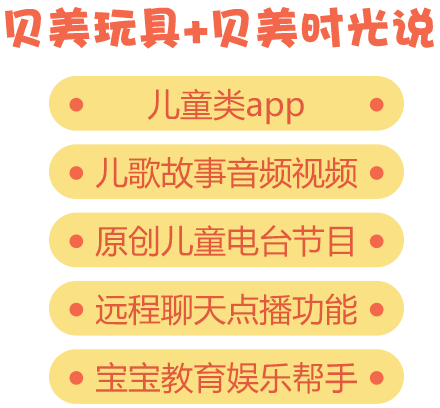 贝美玩具+贝美时光说
儿童类app
儿歌故事音频视频
原创儿童电台节目
远程聊天点播功能
宝宝教育娱乐帮手